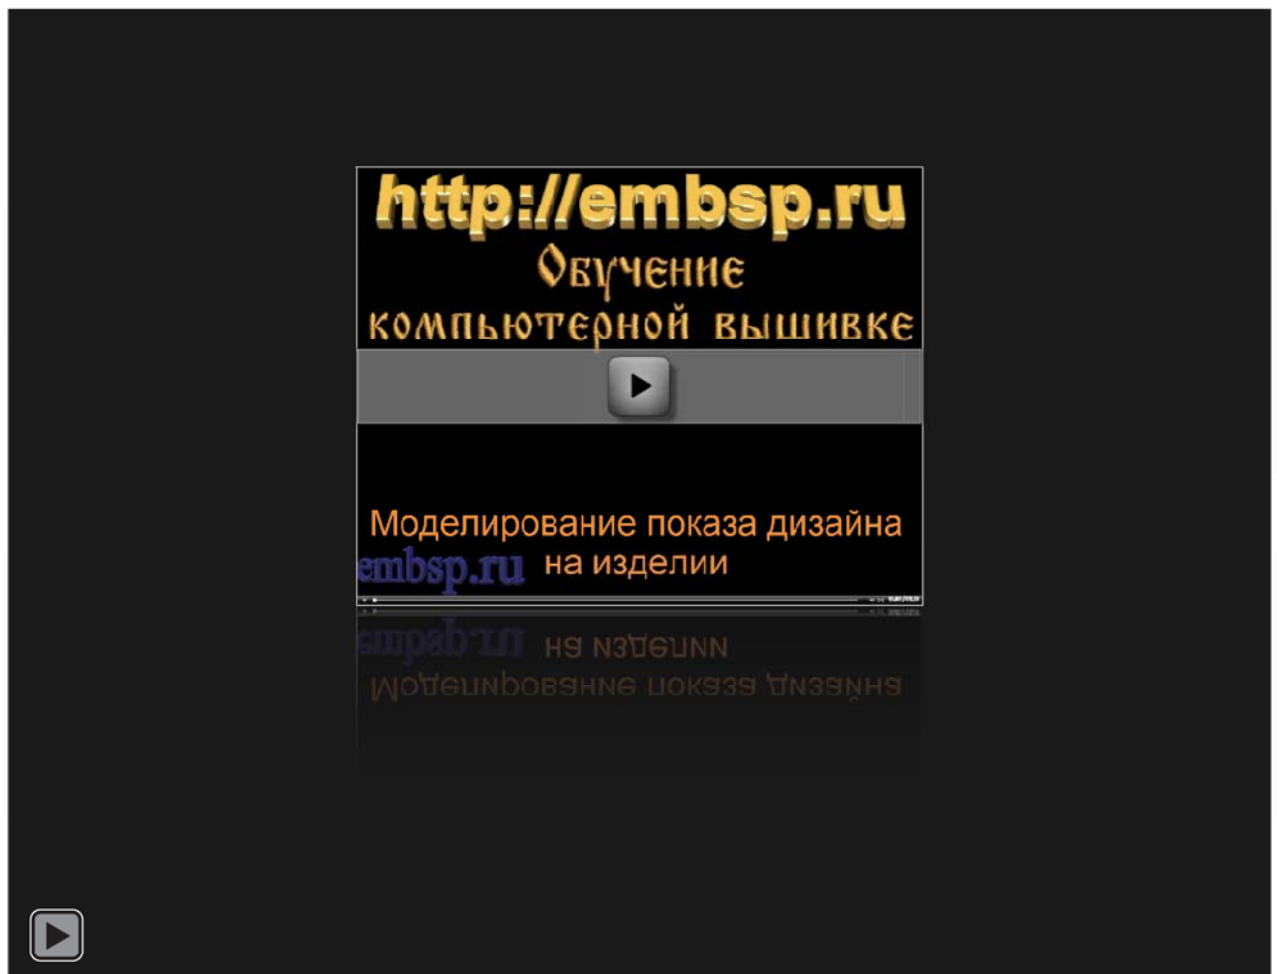 http://embsp.ru
Обучение
компьютерной вышивке
Моделирование показа дизайна
на изделии
embsp.ru